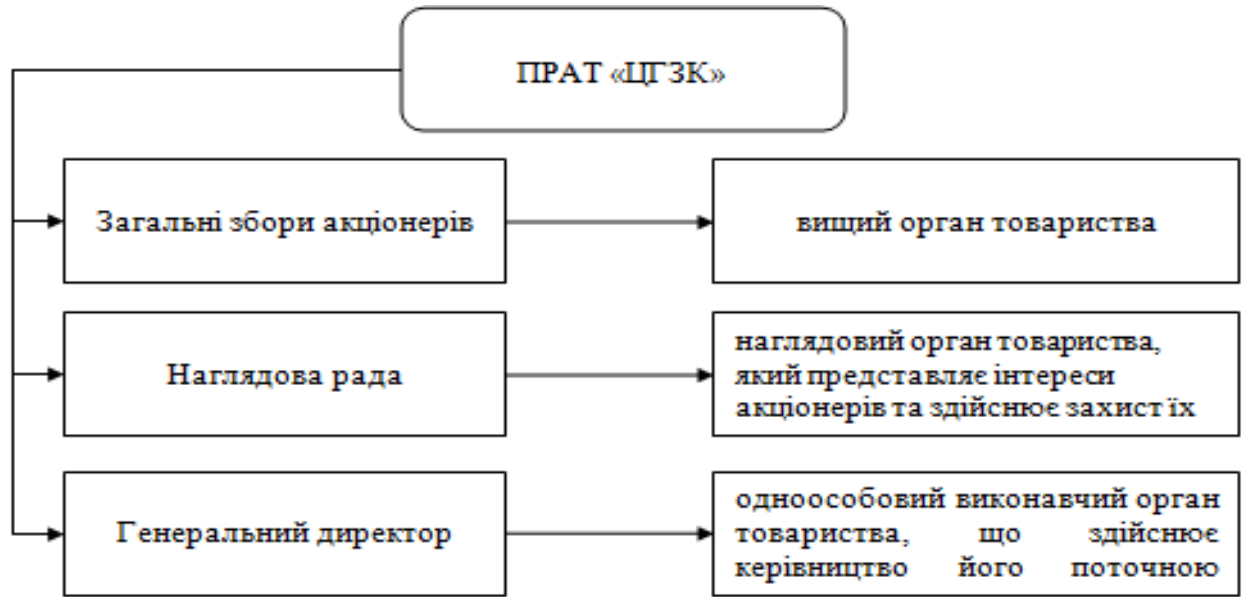 ПРАТ «ЦГЗК»
Загальні збори акціонерів
вищий орган товариства
Наглядова рада
наглядовий орган товариства,
який представляє інтереси
акціонерів та здійснює захист їх
Генеральний директор
одноособовий виконавчий орган
товариства, що здійснює
керівництво його поточною